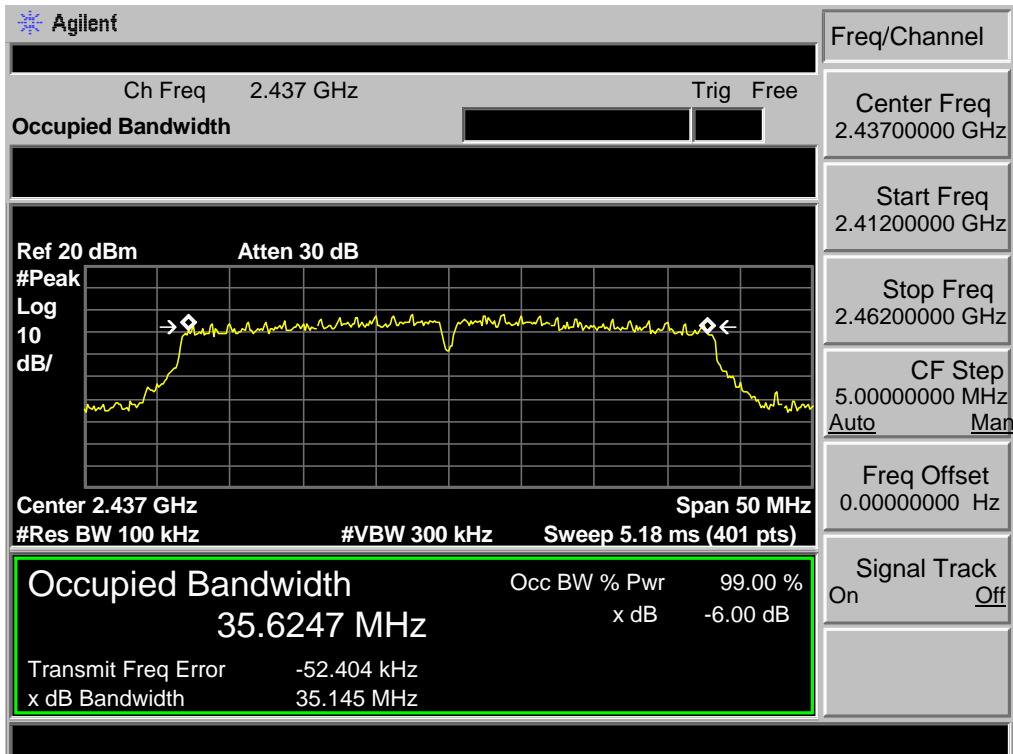 Agilent
Freq/Channel
Ch Freq 2.437 GHz Trig Free
Occupied Bandwidth
Center Freq
2.43700000 GHz
Start Freq
2.41200000 GHz
Ref 20 dBm Atten 30 dB
#Peak
Log
10
dB/
Stop Freq
2.46200000 GHz
CF Step
5.00000000 MHz
Auto Man
Freq Offset
0.00000000 Hz
Center 2.437 GHz Span 50 MHz
#Res BW 100 kHz #VBW 300 kHz Sweep 5.18 ms (401 pts)
Signal Track
On Off
Occupied Bandwidth
35.6247 MHz
Occ BW % Pwr 99.00 %
x dB -6.00 dB
Transmit Freq Error -52.404 kHz
x dB Bandwidth 35.145 MHz